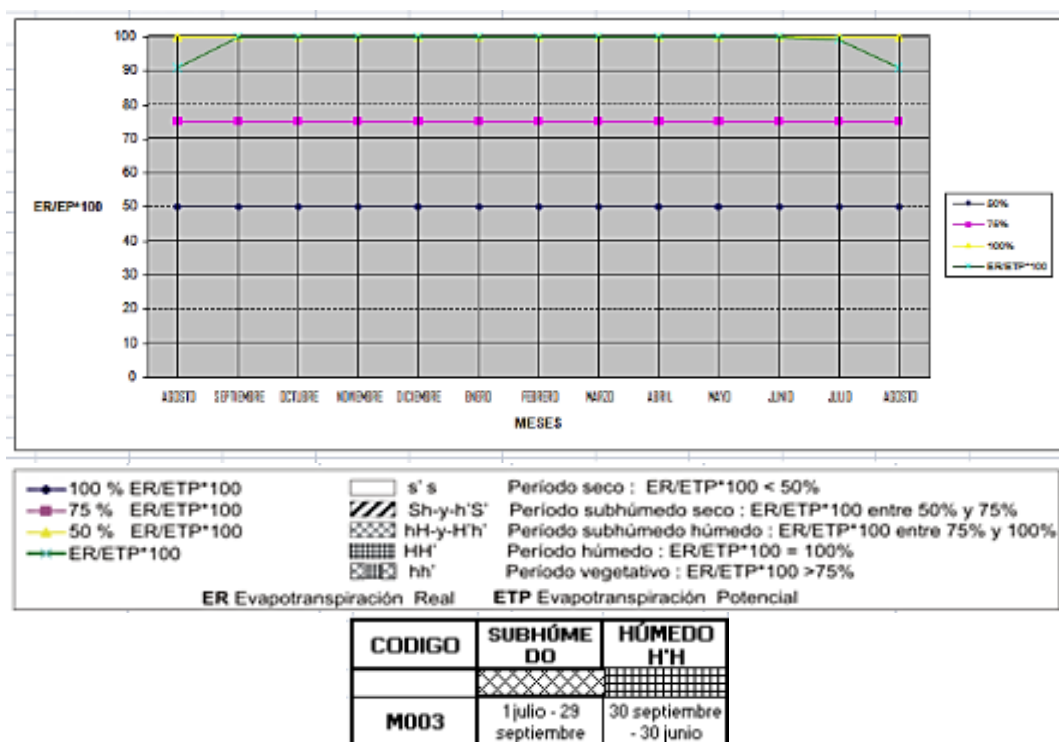 100
90
80
70
60
50
40
30
20
10
0
ER/EP*100
AGOSTO SEPTIEMBRE OCTUBRE NOVIEMBRE DICIEMBRE ENERO FEBRERO MARZO ABRIL MAYO JUNIO JULIO AGOSTO
MESES
50%
75%
100%
ER/ETP*100
100 % ER/ETP*100
75 % ER/ETP*100
50 % ER/ETP*100
ER/ETP*100
s' s Período seco : ER/ETP*100 < 50%
Sh-y-h'S' Período subhúmedo seco : ER/ETP*100 entre 50% y 75%
hH-y-H'h' Período subhúmedo húmedo : ER/ETP*100 entre 75% y 100%
HH' Período húmedo : ER/ETP*100 = 100%
hh' Período vegetativo : ER/ETP*100 >75%
ER Evapotranspiración Real ETP Evapotranspiración Potencial
CODIGO
SUBHÚME
DO
HÚMEDO
H'H
M003
1 julio - 29
septiembre
30 septiembre
- 30 junio